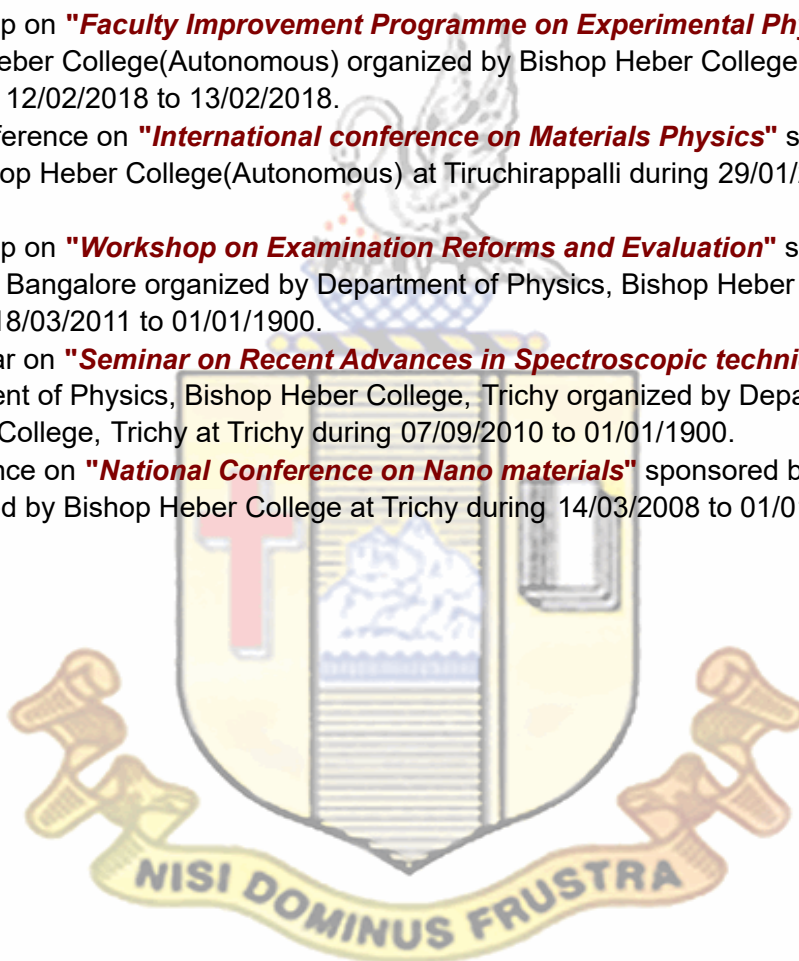 p on "Faculty Improvement Programme on Experimental Phy
eber College(Autonomous) organized by Bishop Heber College
12/02/2018 to 13/02/2018.
ference on "International conference on Materials Physics" s
op Heber College(Autonomous) at Tiruchirappalli during 29/01/
p on "Workshop on Examination Reforms and Evaluation" s
Bangalore organized by Department of Physics, Bishop Heber
18/03/2011 to 01/01/1900.
ar on "Seminar on Recent Advances in Spectroscopic techni
ent of Physics, Bishop Heber College, Trichy organized by Depa
College, Trichy at Trichy during 07/09/2010 to 01/01/1900.
nce on "National Conference on Nano materials" sponsored b
d by Bishop Heber College at Trichy during 14/03/2008 to 01/0
NISI DOMINUS FRUSTRA